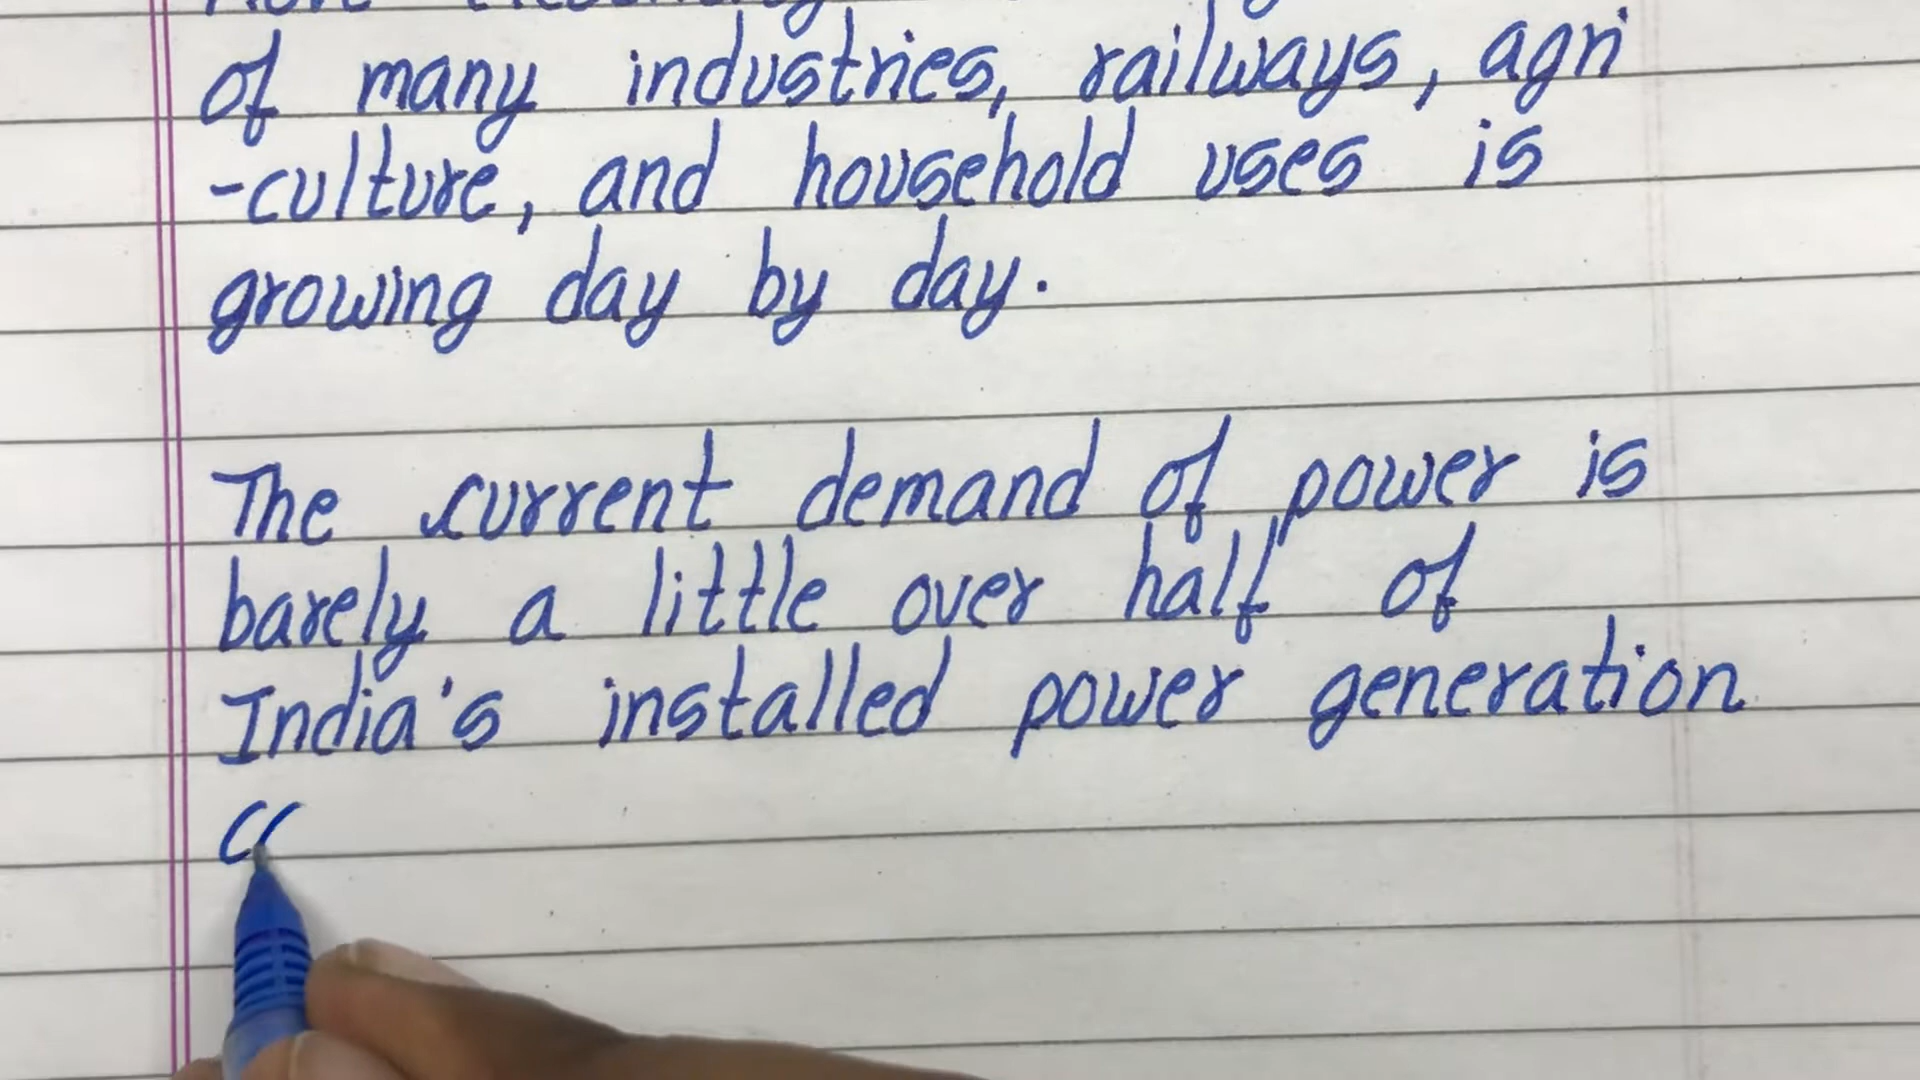 of many industries, railways, agri
-culture, and household uses is
growing day by day.
The current demand of power is
barely a little over half of
India's installed power generation